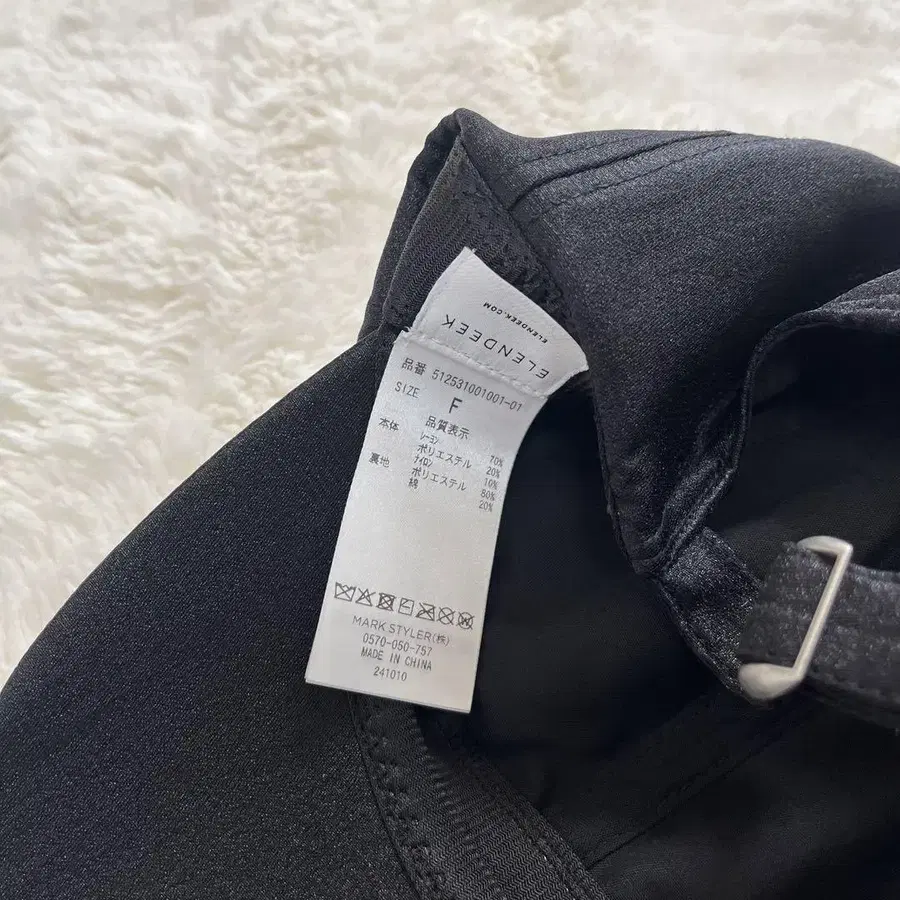 ELENDEEK.COM
ELENDEEK
品番 512531001001-01
SIZE F
品質表示
本体 レーヨン 70%
ポリエステル 20%
ナイロン 10%
裏地 ポリエステル 80%
綿 20%
MARK STYLER(株)
0570-050-757
MADE IN CHINA
241010